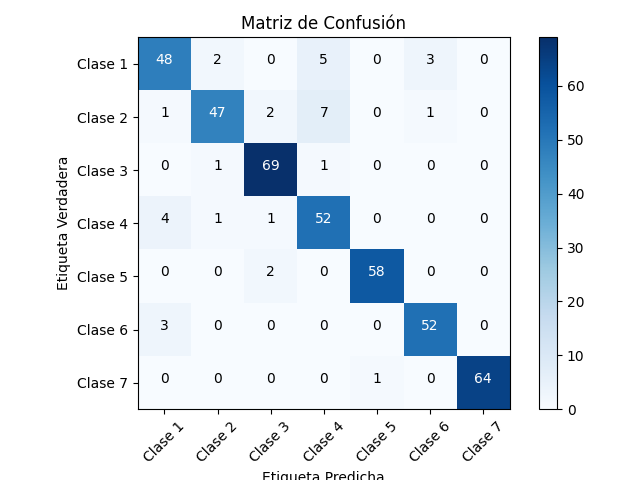 Matriz de Confusión
Clase 1 48 2 0 5 0 3 0
Clase 2 1 47 2 7 0 1 0
Clase 3 0 1 69 1 0 0 0
Clase 4 4 1 1 52 0 0 0
Clase 5 0 0 2 0 58 0 0
Clase 6 3 0 0 0 0 52 0
Clase 7 0 0 0 0 1 0 64
Clase 1 Clase 2 Clase 3 Clase 4 Clase 5 Clase 6 Clase 7
Etiqueta Predicha
Etiqueta Verdadera
60
50
40
30
20
10
0